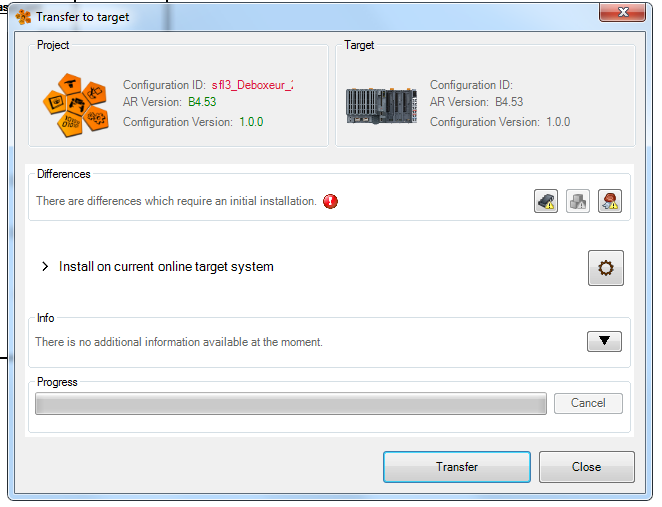 Transfer to target
Project
Configuration ID: sfl3_Deboxeur_
AR Version: B4.53
Configuration Version: 1.0.0
Target
Configuration ID:
AR Version: B4.53
Configuration Version: 1.0.0
Differences
There are differences which require an initial installation.
Install on current online target system
Info
There is no additional information available at the moment.
Progress
Cancel
Transfer
Close